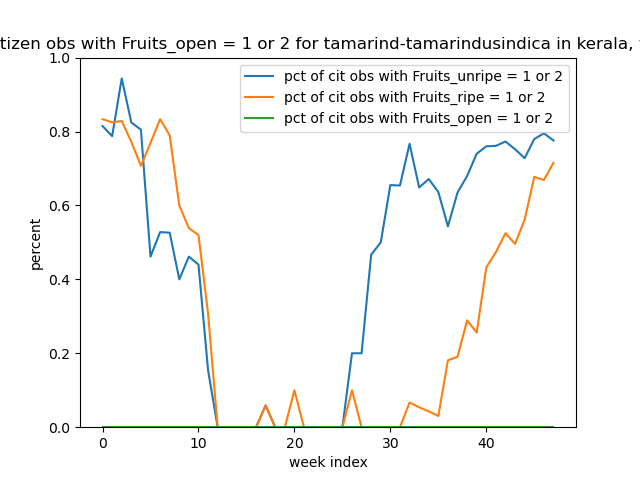 tizen obs with Fruits_open = 1 or 2 for tamarind-tamarindusindica in kerala,
pct of cit obs with Fruits_unripe = 1 or 2
pct of cit obs with Fruits_ripe = 1 or 2
pct of cit obs with Fruits_open = 1 or 2
percent
1.0
0.8
0.6
0.4
0.2
0.0
0 10 20 30 40
week index